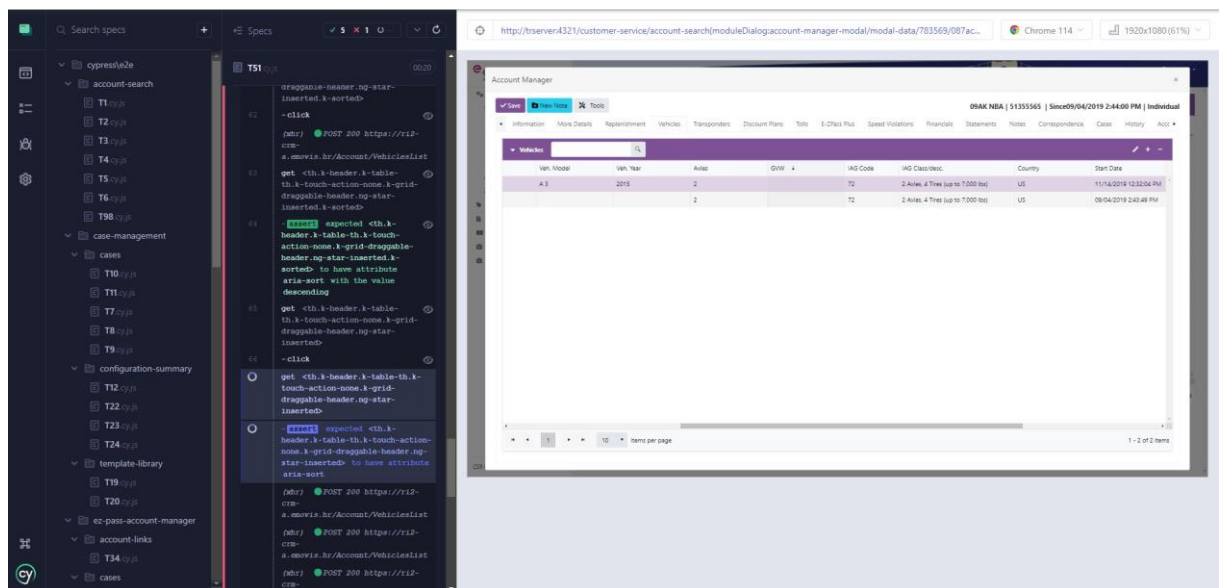 Search specs
+
cypress\e2e
account-search
T1.cy.js
T2.cy.js
T3.cy.js
T4.cy.js
T5.cy.js
T6.cy.js
T98.cy.js
case-management
cases
T10.cy.js
T11.cy.js
T7.cy.js
T8.cy.js
T9.cy.js
configuration-summary
T12.cy.js
T22.cy.js
T23.cy.js
T24.cy.js
template-library
T19.cy.js
T20.cy.js
ez-pass-account-manager
account-links
T34.cy.js
cases
cy
Specs
5 1
T51.cy.js 00:20
draggable-header.ng-star-
inserted.k-sorted>
62 -click
(xhr) POST 200 https://ri2-
crm-
a.emovis.hr/Account/VehiclesList
63 get <th.k-header.k-table-
th.k-touch-action-none.k-grid-
draggable-header.ng-star-
inserted.k-sorted>
64 -assert expected <th.k-
header.k-table-th.k-touch-
action-none.k-grid-draggable-
header.ng-star-inserted.k-
sorted> to have attribute
aria-sort with the value
descending
65 get <th.k-header.k-table-
th.k-touch-action-none.k-grid-
draggable-header.ng-star-
inserted>
66 -click
get <th.k-header.k-table-th.k-
touch-action-none.k-grid-
draggable-header.ng-star-
inserted>
-assert expected <th.k-
header.k-table-th.k-touch-action-
none.k-grid-draggable-header.ng-
star-inserted> to have attribute
aria-sort
(xhr) POST 200 https://ri2-
crm-
a.emovis.hr/Account/VehiclesList
(xhr) POST 200 https://ri2-
crm-
a.emovis.hr/Account/VehiclesList
(xhr) POST 200 https://ri2-
crm-
http://trserver:4321/customer-service/account-search(moduleDialog:account-manager-modal/modal-data/783569/087ac...
Chrome 114
1920x1080 (61%)
Account Manager
Save New Note Tools
09AK NBA | 51355565 | Since09/04/2019 2:44:00 PM | Individual
Information More Details Replenishment Vehicles Transponders Discount Plans Tolls E-ZPass Plus Speed Violations Financials Statements Notes Correspondence Cases History Acc
Vehicles
Veh. Model Veh. Year Axles GVW IAG Code IAG Class/desc. Country Start Date
A 3 2015 2 72 2 Axles, 4 Tires (up to 7,000 lbs) US 11/14/2019 12:32:04 PM
2 72 2 Axles, 4 Tires (up to 7,000 lbs) US 09/04/2019 2:43:49 PM
1 10 items per page 1 - 2 of 2 items